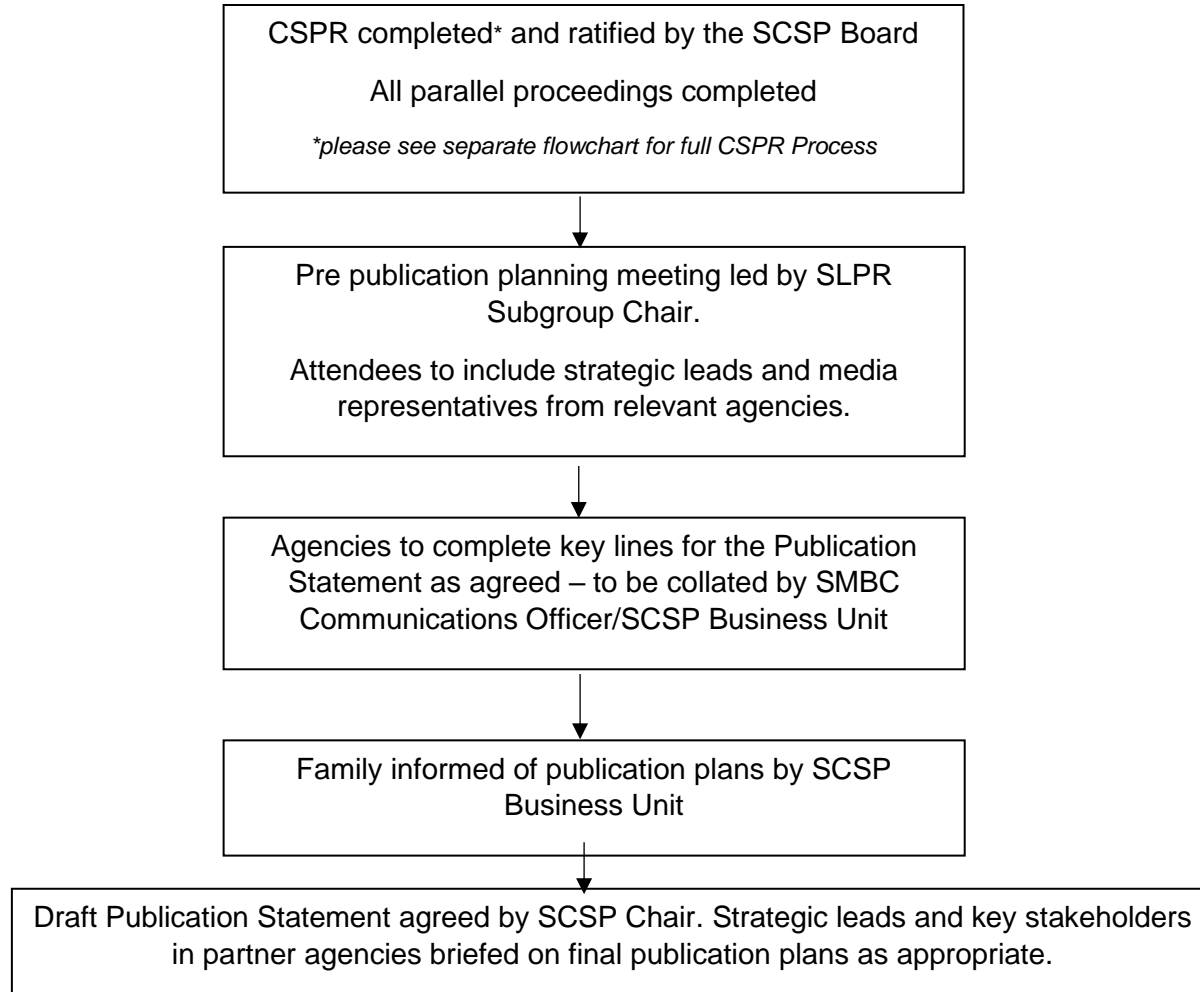 CSPR completed* and ratified by the SCSP Board
All parallel proceedings completed
*please see separate flowchart for full CSPR Process
Pre publication planning meeting led by SLPR
Subgroup Chair.
Attendees to include strategic leads and media
representatives from relevant agencies.
Agencies to complete key lines for the Publication
Statement as agreed – to be collated by SMBC
Communications Officer/SCSP Business Unit
Family informed of publication plans by SCSP
Business Unit
Draft Publication Statement agreed by SCSP Chair. Strategic leads and key stakeholders
in partner agencies briefed on final publication plans as appropriate.